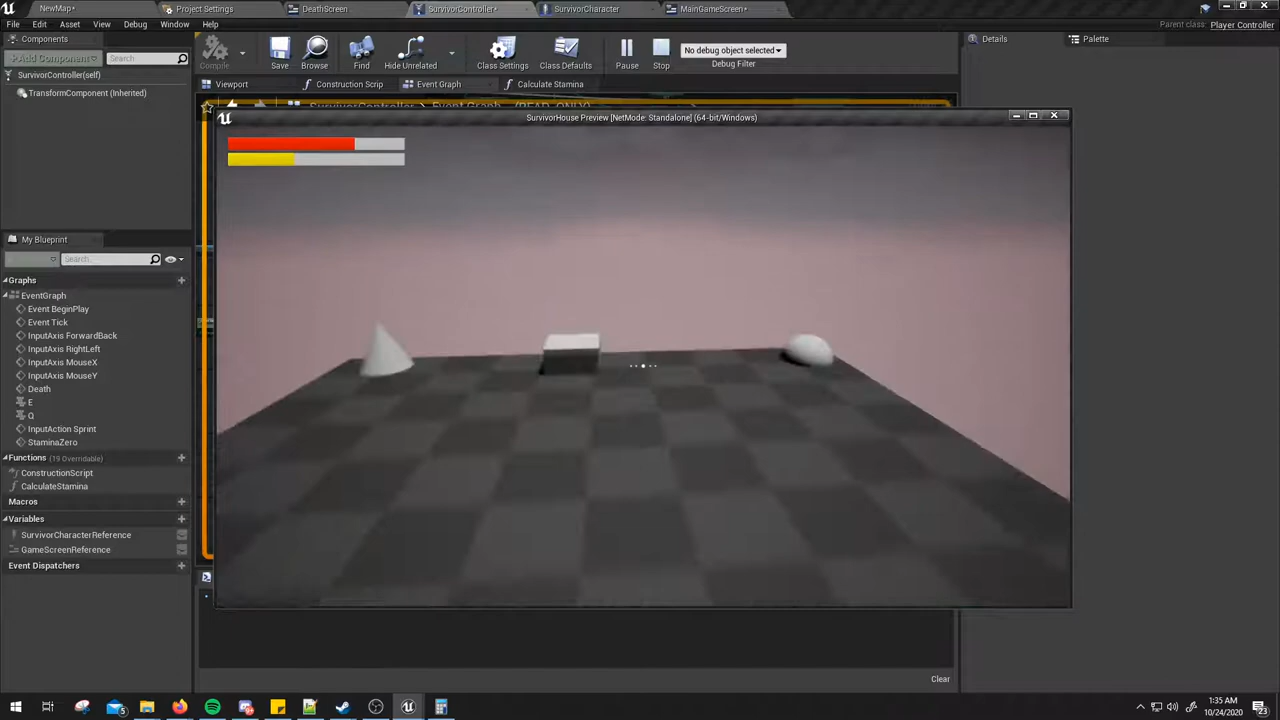 NewMap*
Project Settings
DeathScreen
SurvivorController*
SurvivorCharacter
MainGameScreen*
File Edit Asset View Debug Window Help
Parent class: Player Controller
Components
Details
Palette
Add Component
Search
Compile
Save
Browse
Find
Hide Unrelated
Class Settings
Class Defaults
Pause
Stop
No debug object selected
Debug Filter
SurvivorController(self)
TransformComponent (Inherited)
Viewport
Construction Script
Event Graph
Calculate Stamina
SurvivorController
Event Graph (READ_ONLY)
SurvivorHouse Preview [NetMode: Standalone] (64-bit/Windows)
My Blueprint
Search
Graphs
EventGraph
Event BeginPlay
Event Tick
InputAxis ForwardBack
InputAxis RightLeft
InputAxis MouseX
InputAxis MouseY
Death
E
Q
InputAction Sprint
StaminaZero
Functions (19 Overridable)
ConstructionScript
CalculateStamina
Macros
Variables
SurvivorCharacterReference
GameScreenReference
Event Dispatchers
Clear
5
1:35 AM
10/24/2020
23